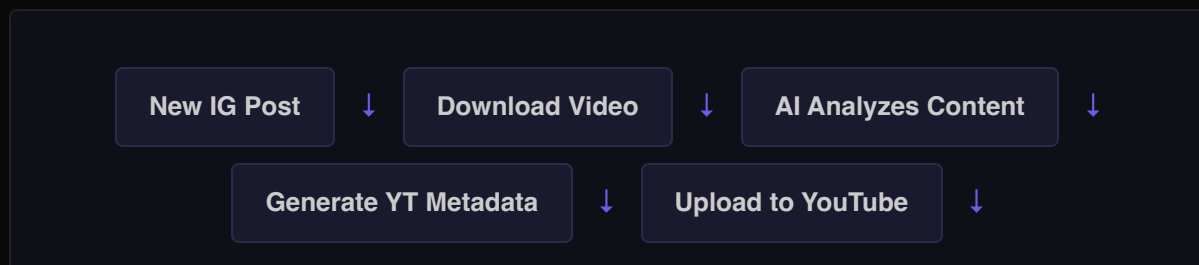 New IG Post ↓ Download Video ↓ AI Analyzes Content ↓
Generate YT Metadata ↓ Upload to YouTube ↓